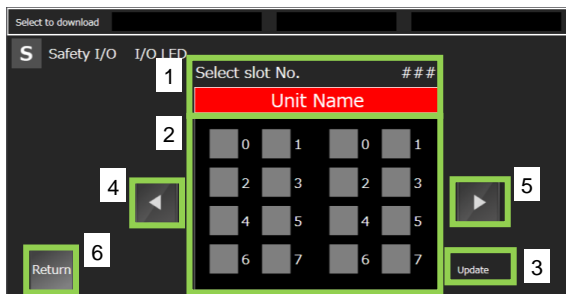 Select to download
S Safety I/O I/O LED
1 Select slot No. ###
Unit Name
2
0 1 0 1
4 2 3 2 3 5
4 5 4 5
6 6 7 6 7
Return Update 3